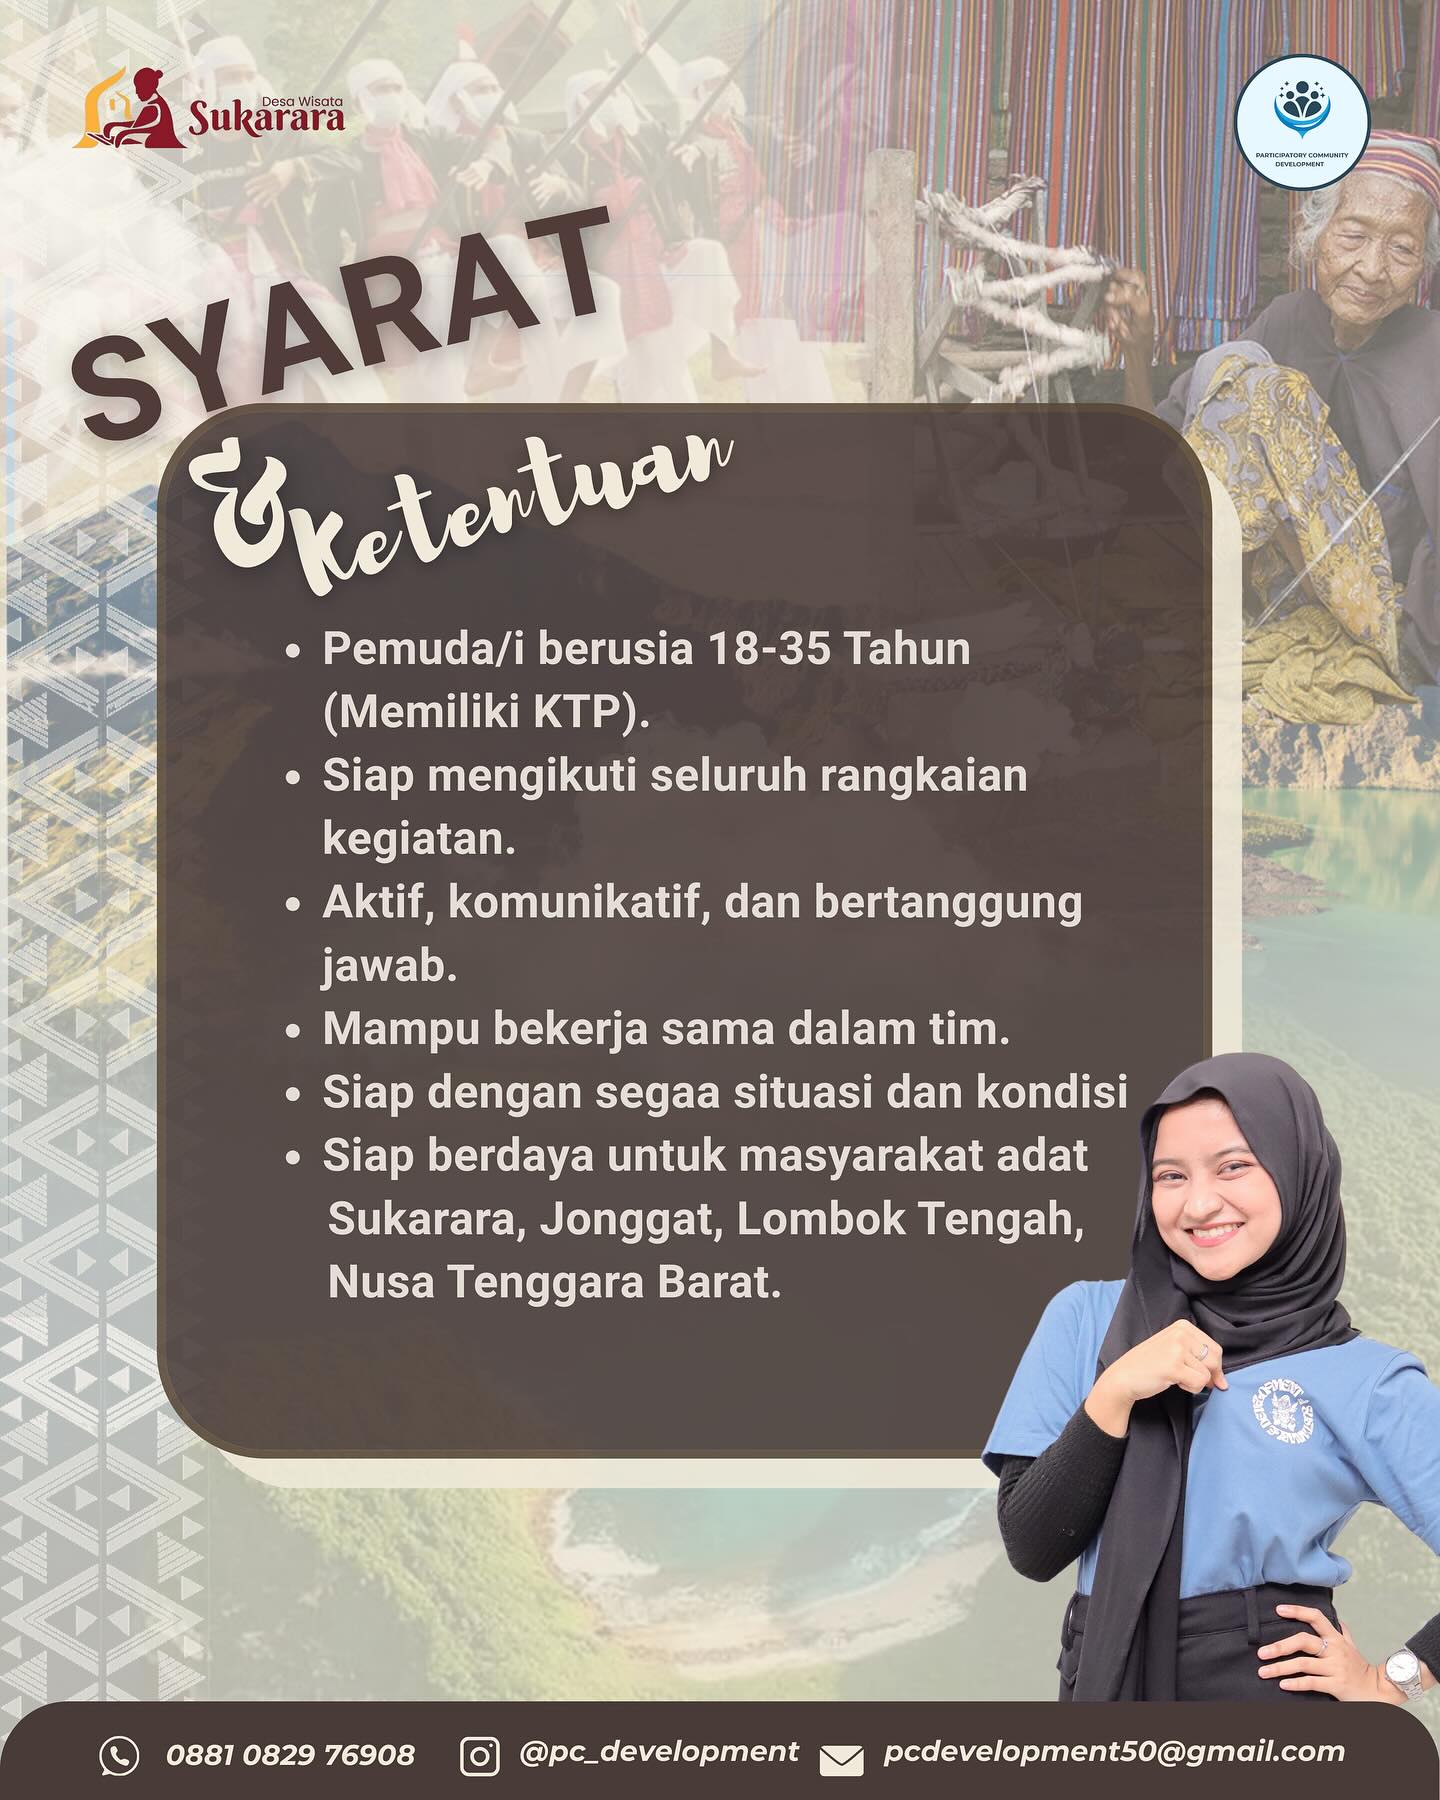 Desa Wisata
Sukarara
PARTICIPATORY COMMUNITY
DEVELOPMENT
SYARAT
& Ketentuan
• Pemuda/i berusia 18-35 Tahun
(Memiliki KTP).
• Siap mengikuti seluruh rangkaian
kegiatan.
• Aktif, komunikatif, dan bertanggung
jawab.
• Mampu bekerja sama dalam tim.
• Siap dengan segaa situasi dan kondisi
• Siap berdaya untuk masyarakat adat
Sukarara, Jonggat, Lombok Tengah,
Nusa Tenggara Barat.
0881 0829 76908
@pc_development
pcdevelopment50@gmail.com